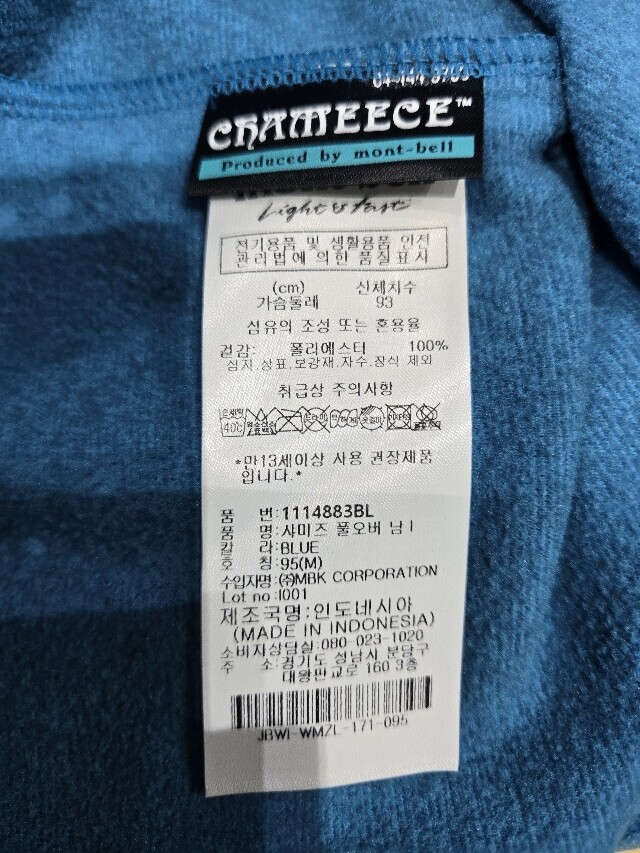 CHAMEECE™
Produced by mont-bell
Light & fast
전기용품 및 생활용품 안전
관리법에 의한 품질표시
(cm) 신체치수
가슴둘레 93
섬유의 조성 또는 혼용율
겉감: 폴리에스터 100%
심지.상표.보강재.자수.장식 제외
취급상 주의사항
40℃
*만13세이상 사용 권장제품
입니다.*
품 번:1114883BL
품 명:샤미즈 풀오버 남 I
칼 라:BLUE
호 칭:95(M)
수입자명:㈜MBK CORPORATION
Lot no:I001
제조국명:인도네시아
(MADE IN INDONESIA)
소비자상담실:080-023-1020
주 소:경기도 성남시 분당구
대왕판교로 160 3층
JBWI-WMZL-171-095